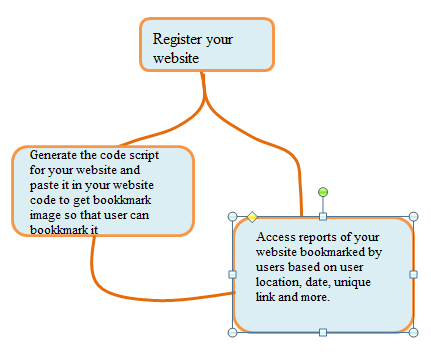 Register your
website
Generate the code script
for your website and
paste it in your website
code to get bookkmark
image so that user can
bookkmark it
Access reports of your
website bookmarked by
users based on user
location, date, unique
link and more.